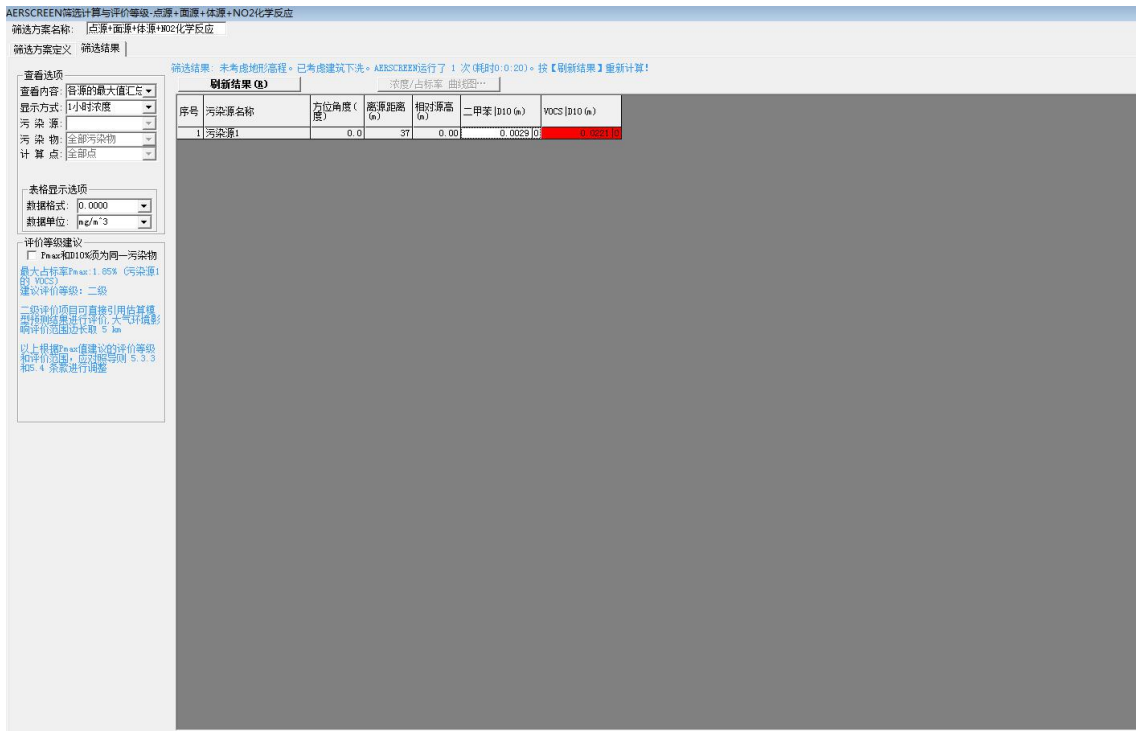 AERSCREEN筛选计算与评价等级-点源+面源+体源+NO2化学反应
筛选方案名称: 点源+面源+体源+NO2化学反应
筛选方案定义 筛选结果
筛选结果: 未考虑地形高程。已考虑建筑下洗。AERSCREEN运行了 1 次(耗时0:0:20)。按【刷新结果】重新计算!
刷新结果(R) 浓度/占标率 曲线图…
查看选项
查看内容: 各源的最大值汇总
显示方式: 1小时浓度
污 染 源:
污 染 物: 全部污染物
计 算 点: 全部点
表格显示选项
数据格式: 0.0000
数据单位: mg/m^3
评价等级建议
Pmax和D10%须为同一污染物
最大占标率Pmax:1.85% (污染源1
的 VOCS)
建议评价等级: 二级
二级评价项目可直接引用估算模
型预测结果进行评价,大气环境影
响评价范围边长取 5 km
以上根据Pmax值建议的评价等级
和评价范围, 应对照导则 5.3.3
和5.4 条款进行调整
序号 污染源名称 方位角度(度) 离源距离(m) 相对源高(m) 二甲苯|D10(m) VOCS|D10(m)
1 污染源1 0.0 37 0.00 0.0029|0 0.0221|0